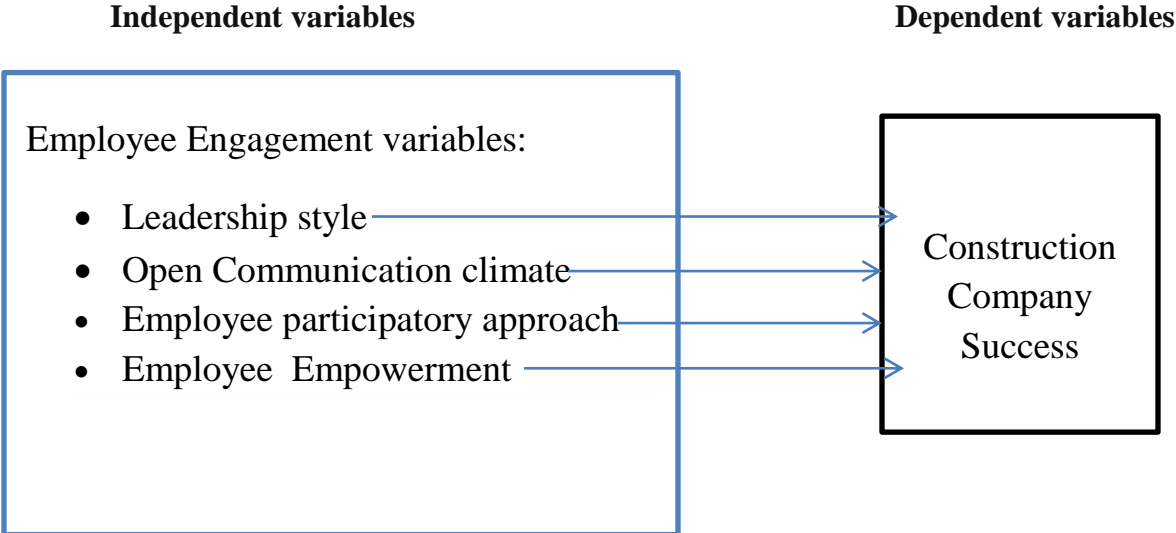 Independent variables
Dependent variables
Employee Engagement variables:
• Leadership style
• Open Communication climate
• Employee participatory approach
• Employee Empowerment
Construction
Company
Success